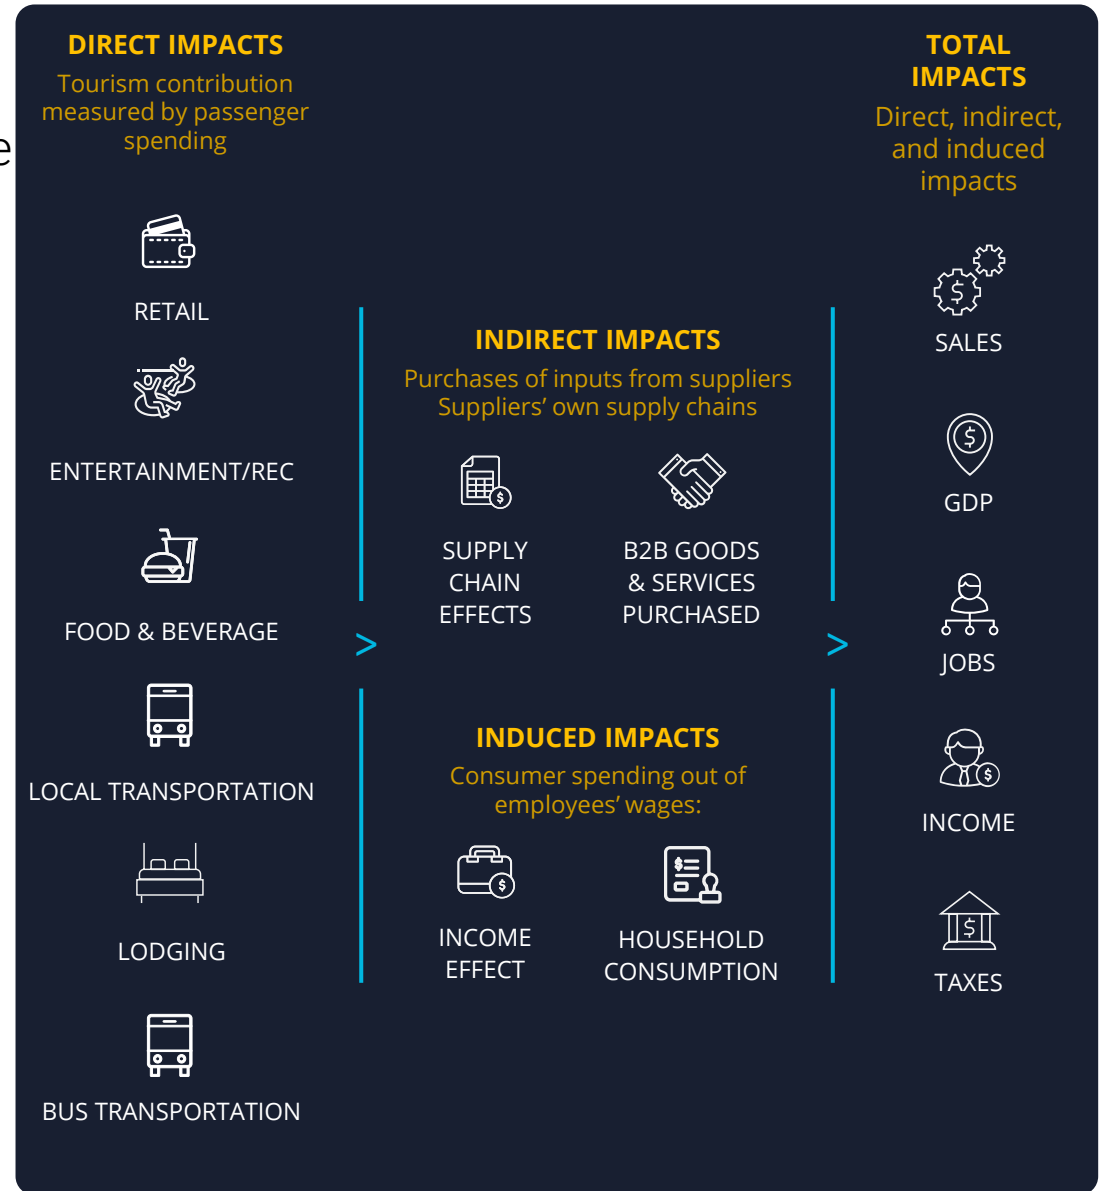 e
DIRECT IMPACTS
Tourism contribution
measured by passenger
spending
RETAIL
ENTERTAINMENT/REC
FOOD & BEVERAGE
LOCAL TRANSPORTATION
LODGING
BUS TRANSPORTATION
>
INDIRECT IMPACTS
Purchases of inputs from suppliers
Suppliers’ own supply chains
SUPPLY
CHAIN
EFFECTS
B2B GOODS
& SERVICES
PURCHASED
INDUCED IMPACTS
Consumer spending out of
employees’ wages:
INCOME
EFFECT
HOUSEHOLD
CONSUMPTION
>
TOTAL
IMPACTS
Direct, indirect,
and induced
impacts
SALES
GDP
JOBS
INCOME
TAXES